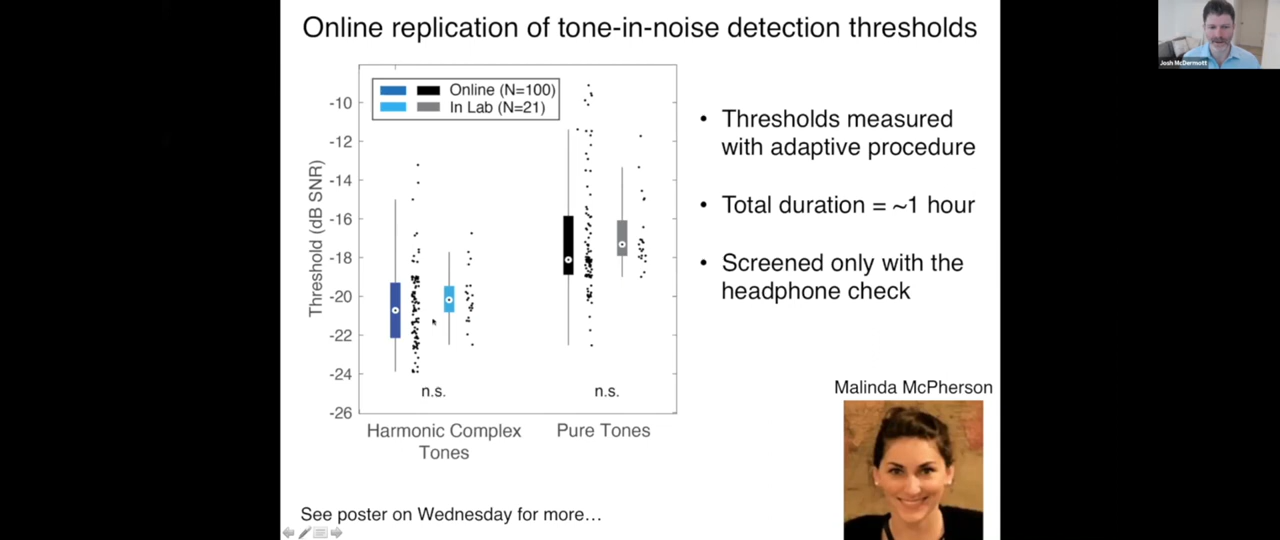 Online replication of tone-in-noise detection thresholds
Josh McDermott
Online (N=100)
In Lab (N=21)
Threshold (dB SNR)
-10
-12
-14
-16
-18
-20
-22
-24
-26
n.s.
n.s.
Harmonic Complex
Tones
Pure Tones
• Thresholds measured
with adaptive procedure
• Total duration = ~1 hour
• Screened only with the
headphone check
Malinda McPherson
See poster on Wednesday for more…